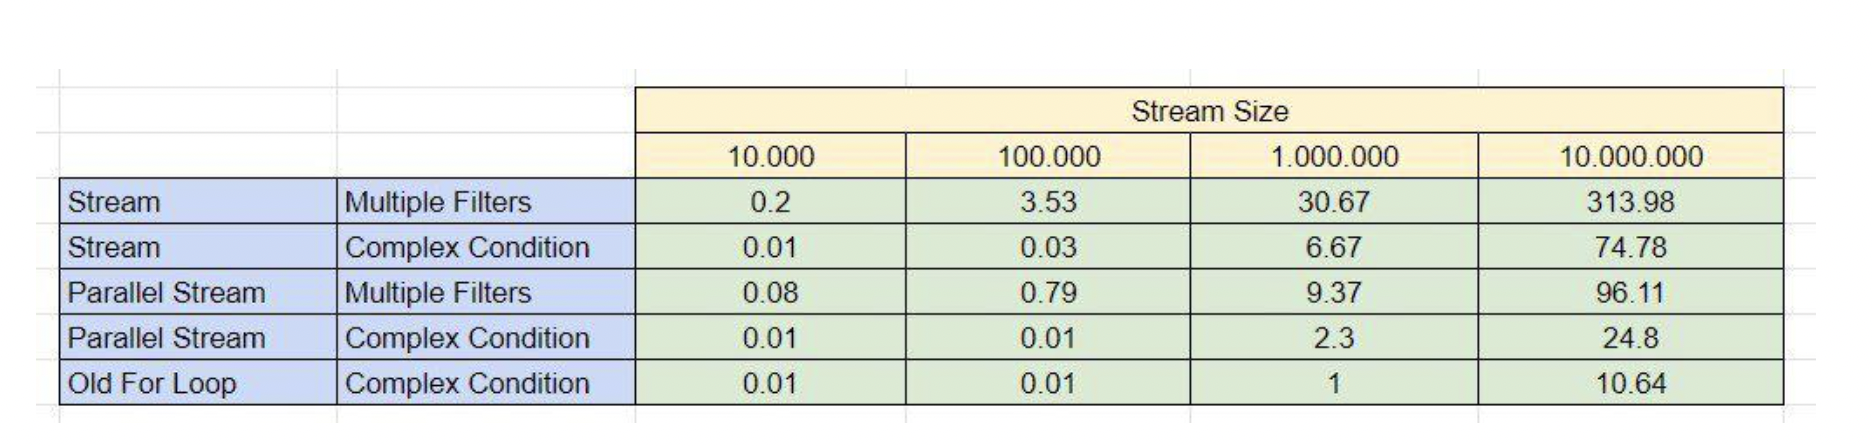 Stream Size
10.000 100.000 1.000.000 10.000.000
Stream Multiple Filters 0.2 3.53 30.67 313.98
Stream Complex Condition 0.01 0.03 6.67 74.78
Parallel Stream Multiple Filters 0.08 0.79 9.37 96.11
Parallel Stream Complex Condition 0.01 0.01 2.3 24.8
Old For Loop Complex Condition 0.01 0.01 1 10.64